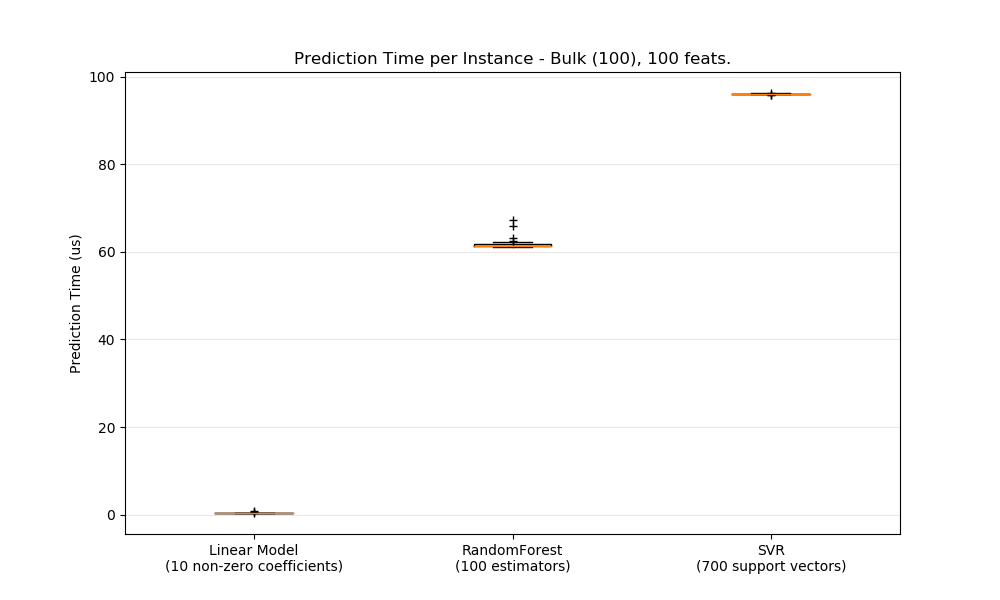 Prediction Time per Instance - Bulk (100), 100 feats.
100
80
60
40
20
0
Prediction Time (us)
Linear Model
(10 non-zero coefficients)
RandomForest
(100 estimators)
SVR
(700 support vectors)